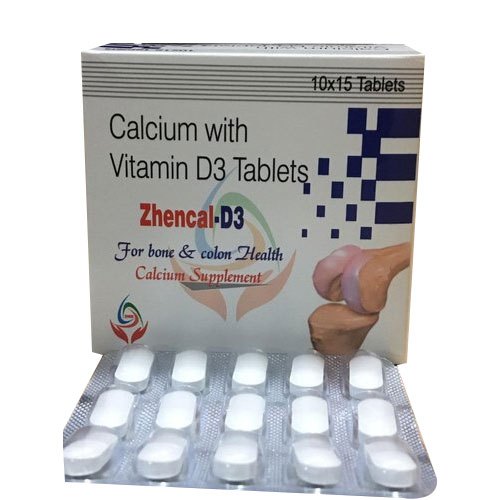 10x15 Tablets
Calcium with
Vitamin D3 Tablets
Zhencal-D3
For bone & colon Health
Calcium Supplement